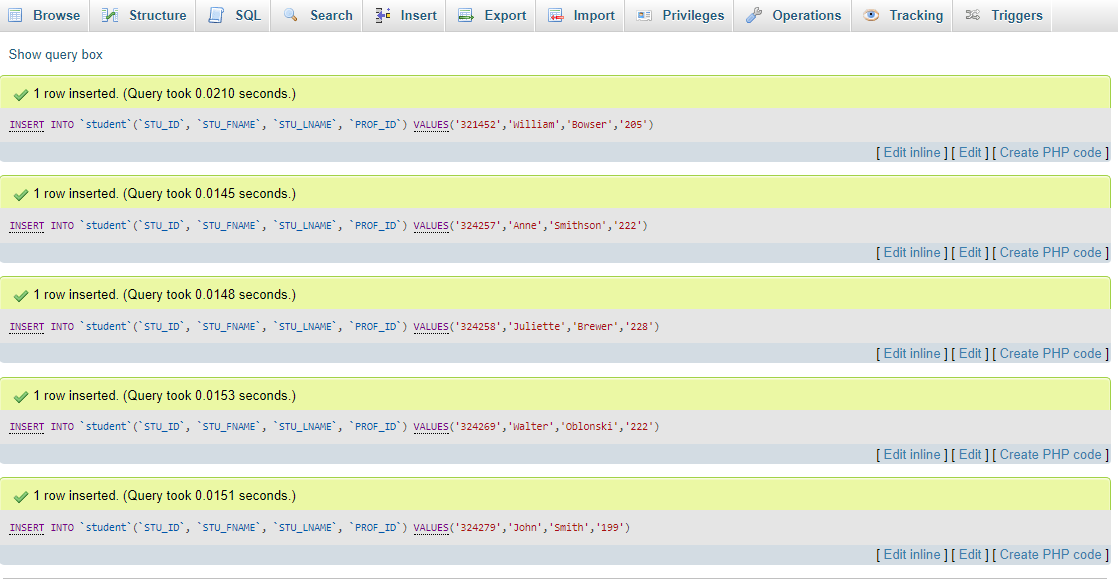 Browse Structure SQL Search Insert Export Import Privileges Operations Tracking Triggers
Show query box
1 row inserted. (Query took 0.0210 seconds.)
INSERT INTO `student`(`STU_ID`, `STU_FNAME`, `STU_LNAME`, `PROF_ID`) VALUES('321452','William','Bowser','205')
[ Edit inline ] [ Edit ] [ Create PHP code ]
1 row inserted. (Query took 0.0145 seconds.)
INSERT INTO `student`(`STU_ID`, `STU_FNAME`, `STU_LNAME`, `PROF_ID`) VALUES('324257','Anne','Smithson','222')
[ Edit inline ] [ Edit ] [ Create PHP code ]
1 row inserted. (Query took 0.0148 seconds.)
INSERT INTO `student`(`STU_ID`, `STU_FNAME`, `STU_LNAME`, `PROF_ID`) VALUES('324258','Juliette','Brewer','228')
[ Edit inline ] [ Edit ] [ Create PHP code ]
1 row inserted. (Query took 0.0153 seconds.)
INSERT INTO `student`(`STU_ID`, `STU_FNAME`, `STU_LNAME`, `PROF_ID`) VALUES('324269','Walter','Oblonski','222')
[ Edit inline ] [ Edit ] [ Create PHP code ]
1 row inserted. (Query took 0.0151 seconds.)
INSERT INTO `student`(`STU_ID`, `STU_FNAME`, `STU_LNAME`, `PROF_ID`) VALUES('324279','John','Smith','199')
[ Edit inline ] [ Edit ] [ Create PHP code ]